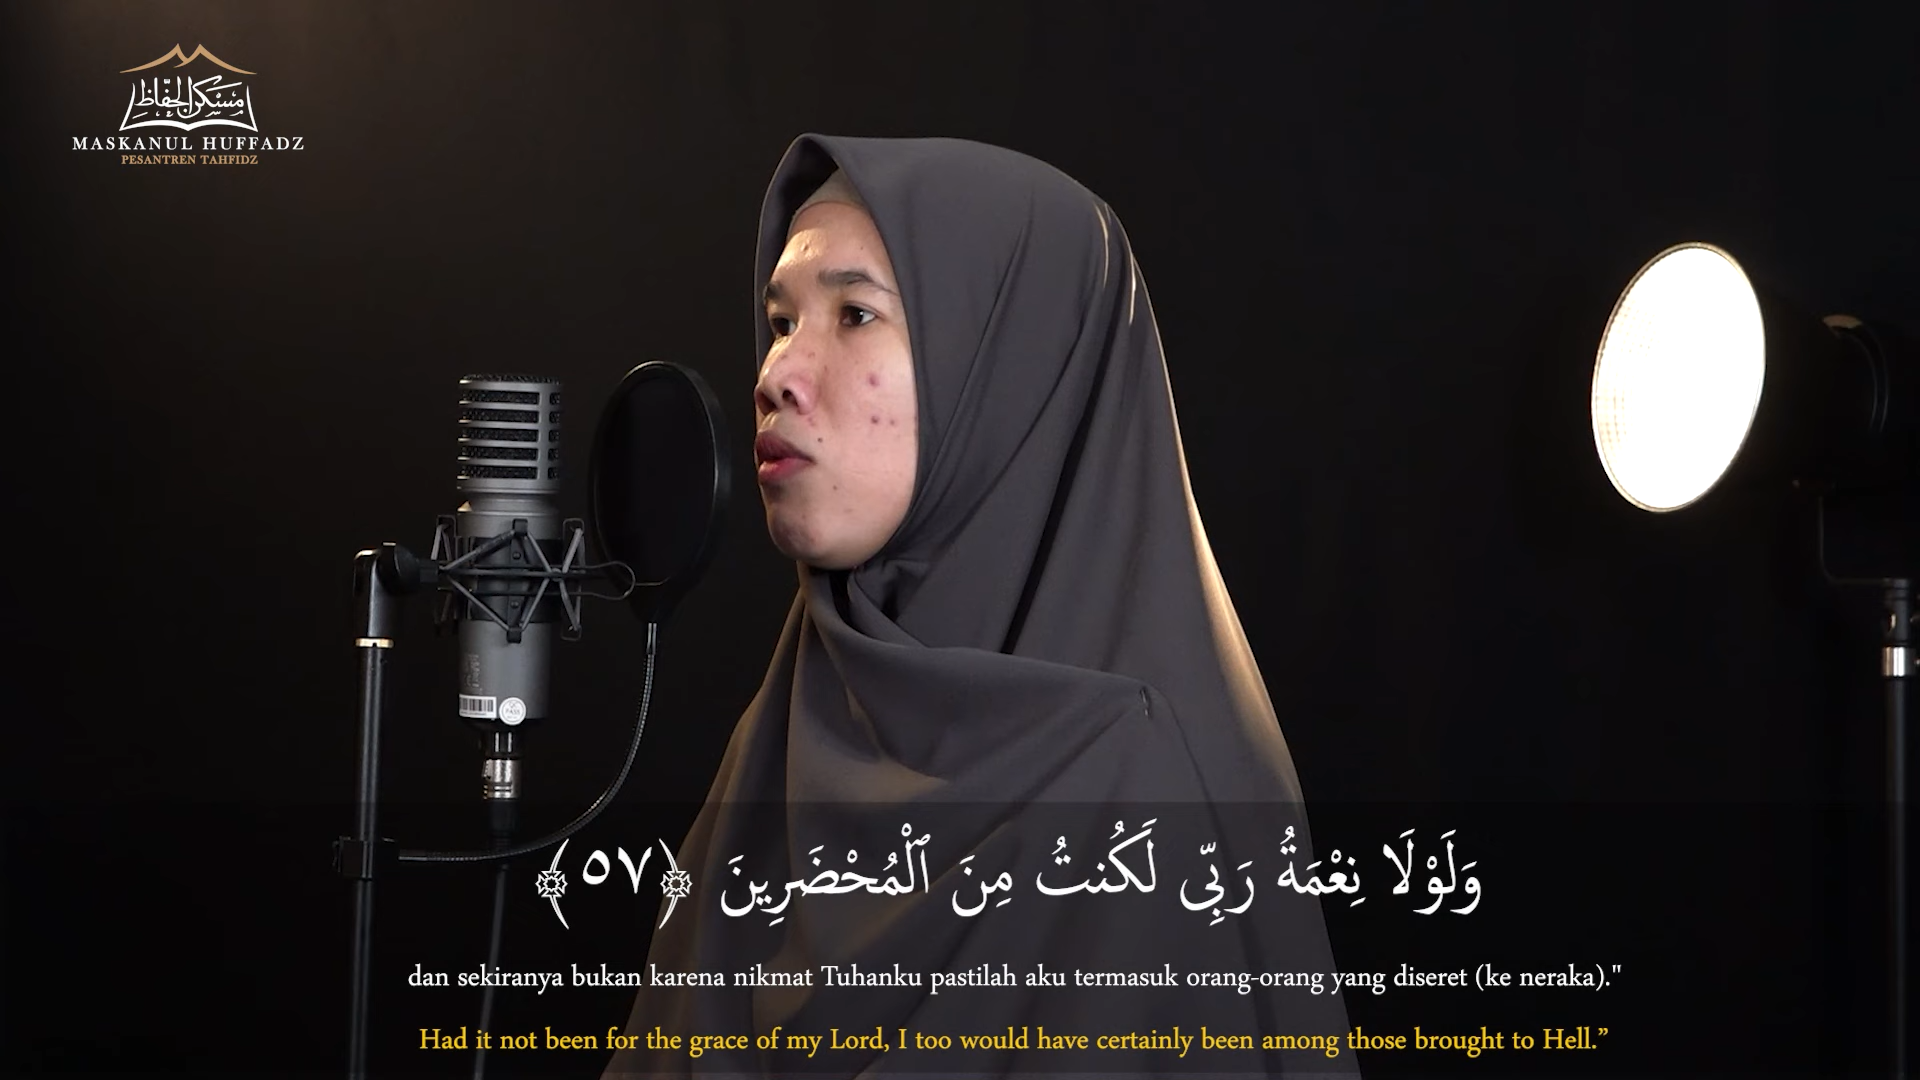 مسكن الحفاظ
MASKANUL HUFFADZ
PESANTREN TAHFIDZ
وَلَوْلَا نِعْمَةُ رَبِّى لَكُنتُ مِنَ ٱلْمُحْضَرِينَ ﴿٥٧﴾
dan sekiranya bukan karena nikmat Tuhanku pastilah aku termasuk orang-orang yang diseret (ke neraka)."
Had it not been for the grace of my Lord, I too would have certainly been among those brought to Hell.”